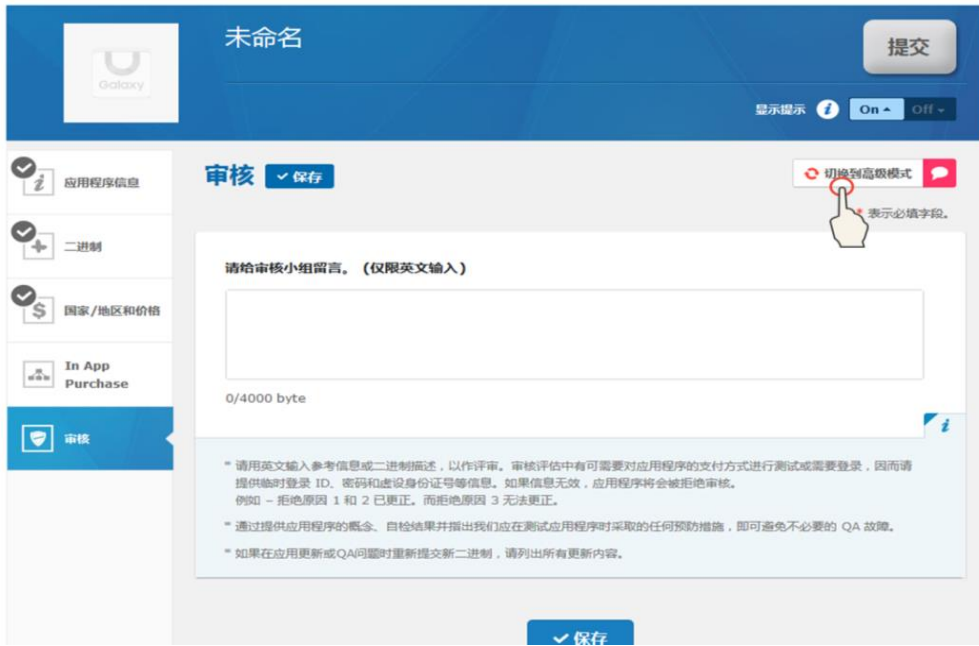 未命名
提交
Galaxy
显示提示 i On Off
应用程序信息
二进制
国家/地区和价格
In App
Purchase
审核
审核 保存
切换到高级模式
* 表示必填字段。
请给审核小组留言。(仅限英文输入)
0/4000 byte
* 请用英文输入参考信息或二进制描述,以作评审。审核评估中有可需要对应用程序的支付方式进行测试或需要登录,因而请
提供临时登录 ID、密码和虚设身份证号等信息。如果信息无效,应用程序将会被拒绝审核。
例如 – 拒绝原因 1 和 2 已更正。而拒绝原因 3 无法更正。
* 通过提供应用程序的概念、自检结果并指出我们应在测试应用程序时采取的任何预防措施,即可避免不必要的 QA 故障。
* 如果在应用更新或QA问题时重新提交新二进制,请列出所有更新内容。
保存